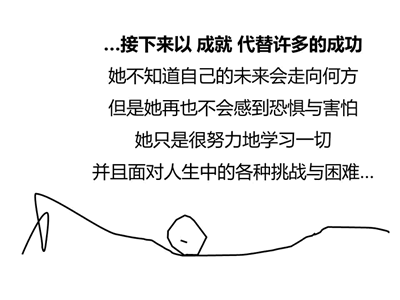 ...接下来以 成就 代替许多的成功
她不知道自己的未来会走向何方
但是她再也不会感到恐惧与害怕
她只是很努力地学习一切
并且面对人生中的各种挑战与困难...